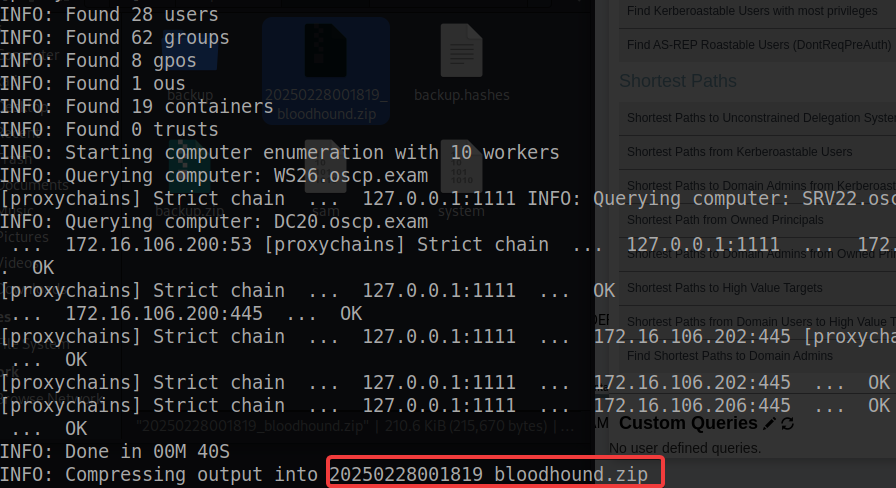 INFO: Found 28 users
INFO: Found 62 groups
INFO: Found 8 gpos
INFO: Found 1 ous
INFO: Found 19 containers
INFO: Found 0 trusts
INFO: Starting computer enumeration with 10 workers
INFO: Querying computer: WS26.oscp.exam
[proxychains] Strict chain ... 127.0.0.1:1111 INFO: Querying computer: SRV22.osc
INFO: Querying computer: DC20.oscp.exam
... 172.16.106.200:53 [proxychains] Strict chain ... 127.0.0.1:1111 ... 172.
. OK
[proxychains] Strict chain ... 127.0.0.1:1111 ... OK
... 172.16.106.200:445 ... OK
[proxychains] Strict chain ... 127.0.0.1:1111 ... 172.16.106.202:445 [proxycha
... OK
[proxychains] Strict chain ... 127.0.0.1:1111 ... 172.16.106.202:445 ... OK
[proxychains] Strict chain ... 127.0.0.1:1111 ... 172.16.106.206:445 ... OK
... OK
INFO: Done in 00M 40S
INFO: Compressing output into 20250228001819_bloodhound.zip
backup
20250228001819_
bloodhound.zip
backup.hashes
backup.zip
sam
system
Pictures
"20250228001819_bloodhound.zip" | 210.6 KiB (215,670 bytes) | ...
Find Kerberoastable Users with most privileges
Find AS-REP Roastable Users (DontReqPreAuth)
Shortest Paths
Shortest Paths to Unconstrained Delegation Syste
Shortest Paths from Kerberoastable Users
Shortest Paths to Domain Admins from Kerberoast
Shortest Path from Owned Principals
Shortest Paths to Domain Admins from Owned Pri
Shortest Paths to High Value Targets
Shortest Paths from Domain Users to High Value T
Find Shortest Paths to Domain Admins
Custom Queries
No user defined queries.